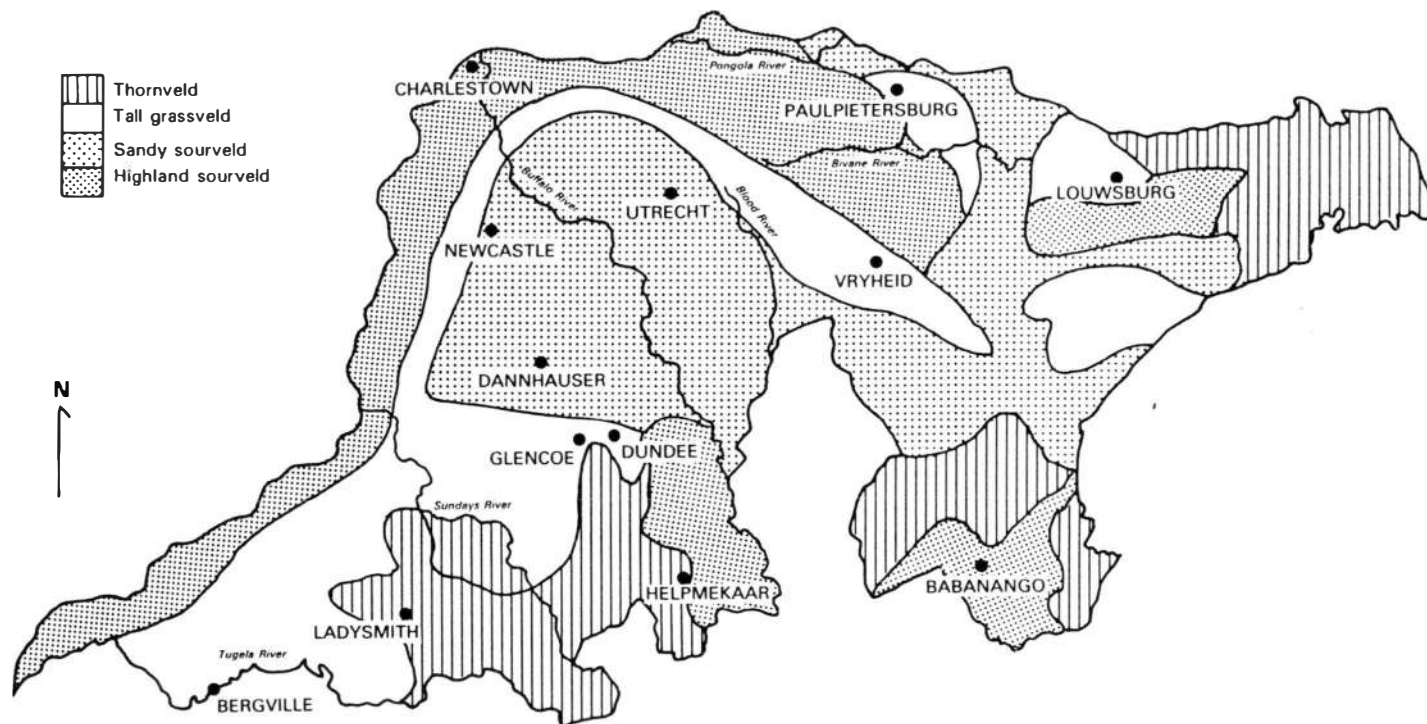 Thornveld
Tall grassveld
Sandy sourveld
Highland sourveld
CHARLESTOWN
Pongola River
PAULPIETERSBURG
Bivane River
LOUWSBURG
Buffalo River
UTRECHT
Blood River
NEWCASTLE
VRYHEID
DANNHAUSER
N
GLENCOE
DUNDEE
Sundays River
HELPMEKAAR
BABANANGO
LADYSMITH
Tugela River
BERGVILLE